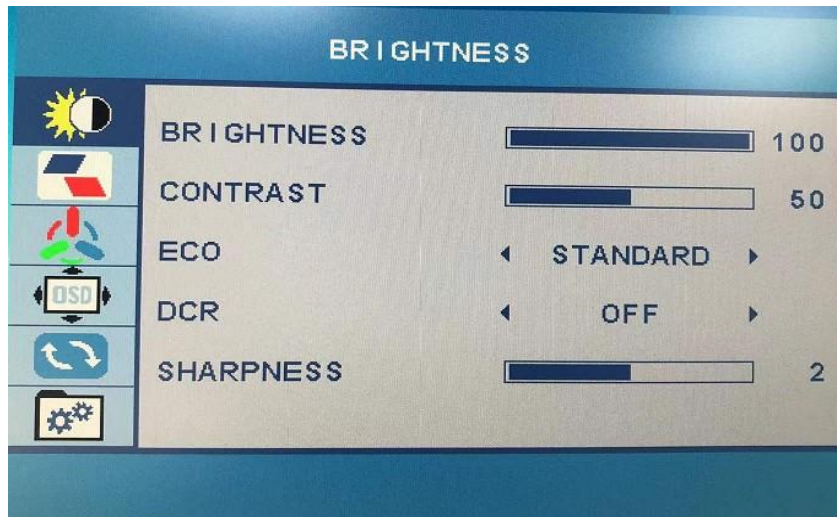 BRIGHTNESS
BRIGHTNESS 100
CONTRAST 50
ECO STANDARD
DCR OFF
OSD
SHARPNESS 2